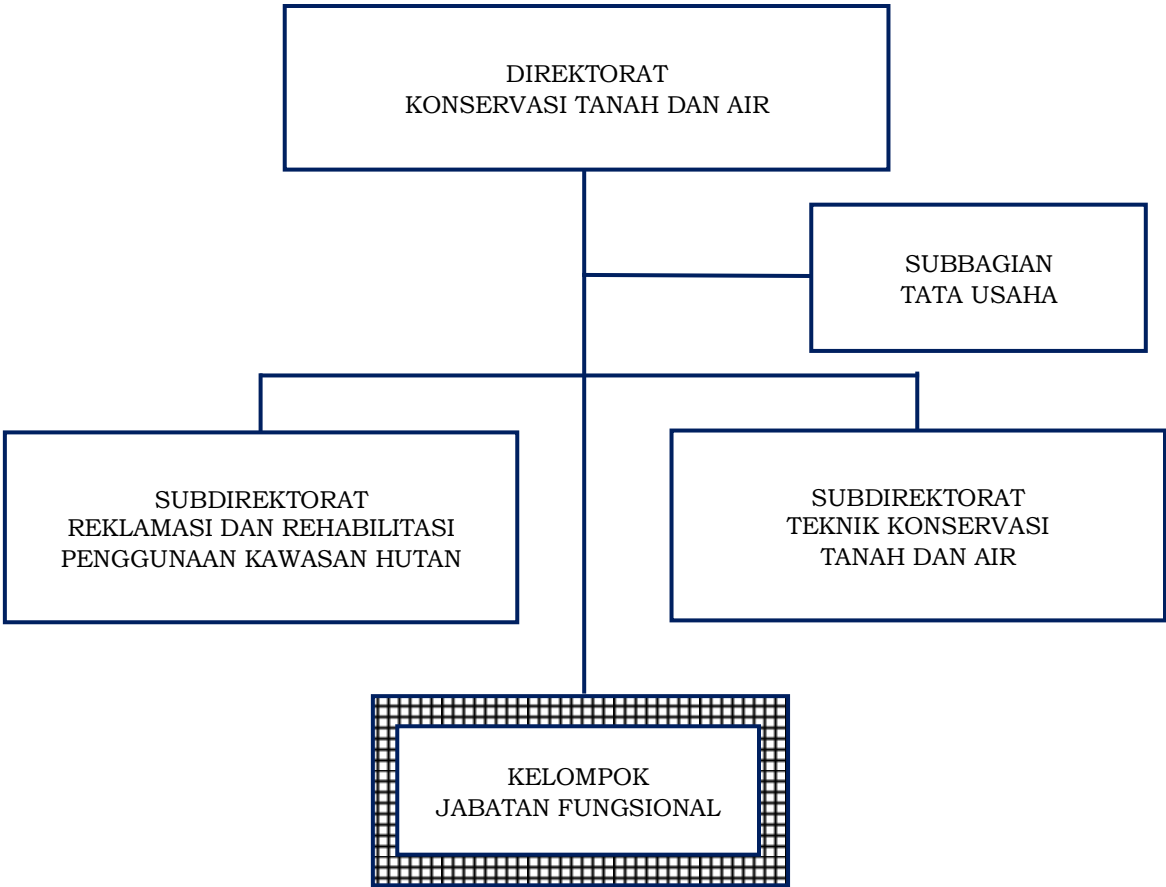 DIREKTORAT
KONSERVASI TANAH DAN AIR
SUBBAGIAN
TATA USAHA
SUBDIREKTORAT
REKLAMASI DAN REHABILITASI
PENGGUNAAN KAWASAN HUTAN
SUBDIREKTORAT
TEKNIK KONSERVASI
TANAH DAN AIR
KELOMPOK
JABATAN FUNGSIONAL